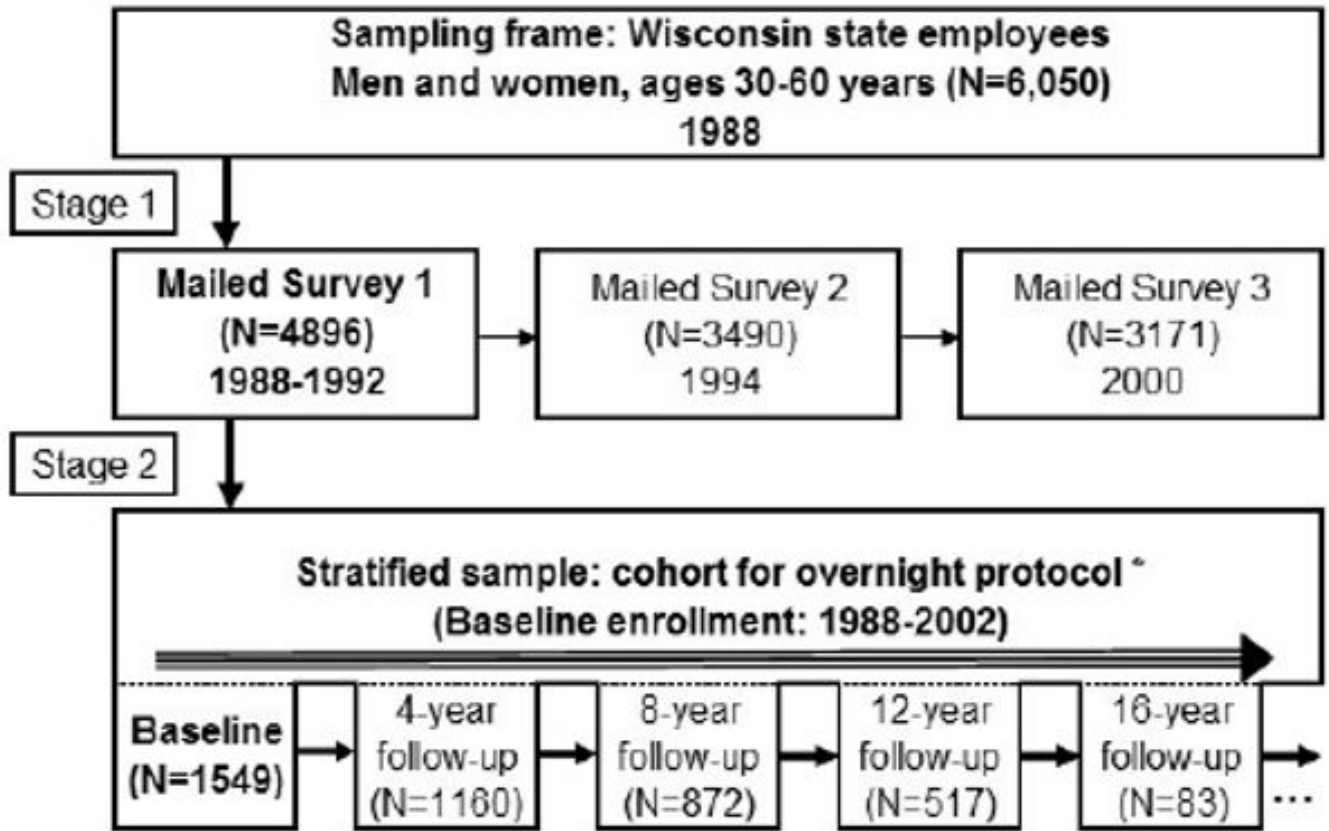 Sampling frame: Wisconsin state employees
Men and women, ages 30-60 years (N=6,050)
1988
Stage 1
Mailed Survey 1
(N=4896)
1988-1992
Mailed Survey 2
(N=3490)
1994
Mailed Survey 3
(N=3171)
2000
Stage 2
Stratified sample: cohort for overnight protocol *
(Baseline enrollment: 1988-2002)
Baseline
(N=1549)
4-year
follow-up
(N=1160)
8-year
follow-up
(N=872)
12-year
follow-up
(N=517)
16-year
follow-up
(N=83)
...